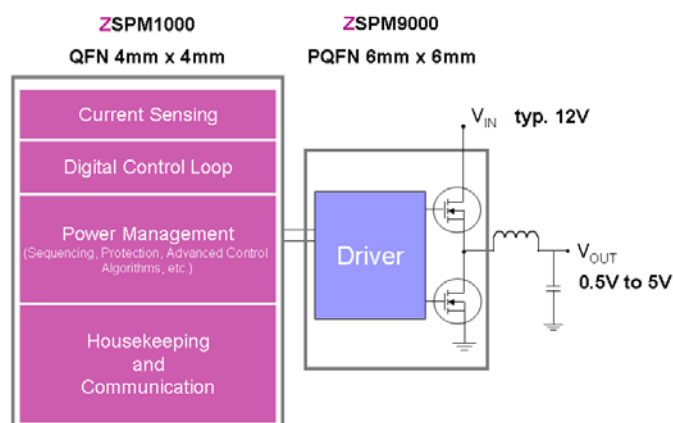 ZSPM1000
QFN 4mm x 4mm
ZSPM9000
PQFN 6mm x 6mm
Current Sensing
Digital Control Loop
Power Management
(Sequencing, Protection, Advanced Control
Algorithms, etc.)
Housekeeping
and
Communication
Driver
VIN typ. 12V
VOUT
0.5V to 5V